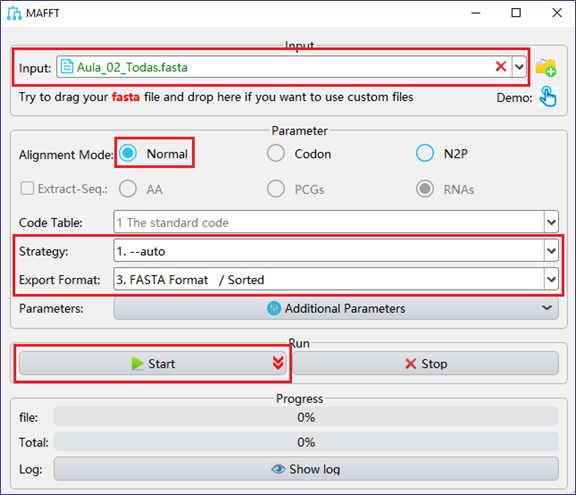 MAFFT
Input
Input: Aula_02_Todas.fasta
Try to drag your fasta file and drop here if you want to use custom files Demo:
Parameter
Alignment Mode: Normal Codon N2P
Extract-Seq.: AA PCGs RNAs
Code Table: 1 The standard code
Strategy: 1. --auto
Export Format: 3. FASTA Format / Sorted
Parameters: Additional Parameters
Run
Start Stop
Progress
file: 0%
Total: 0%
Log: Show log